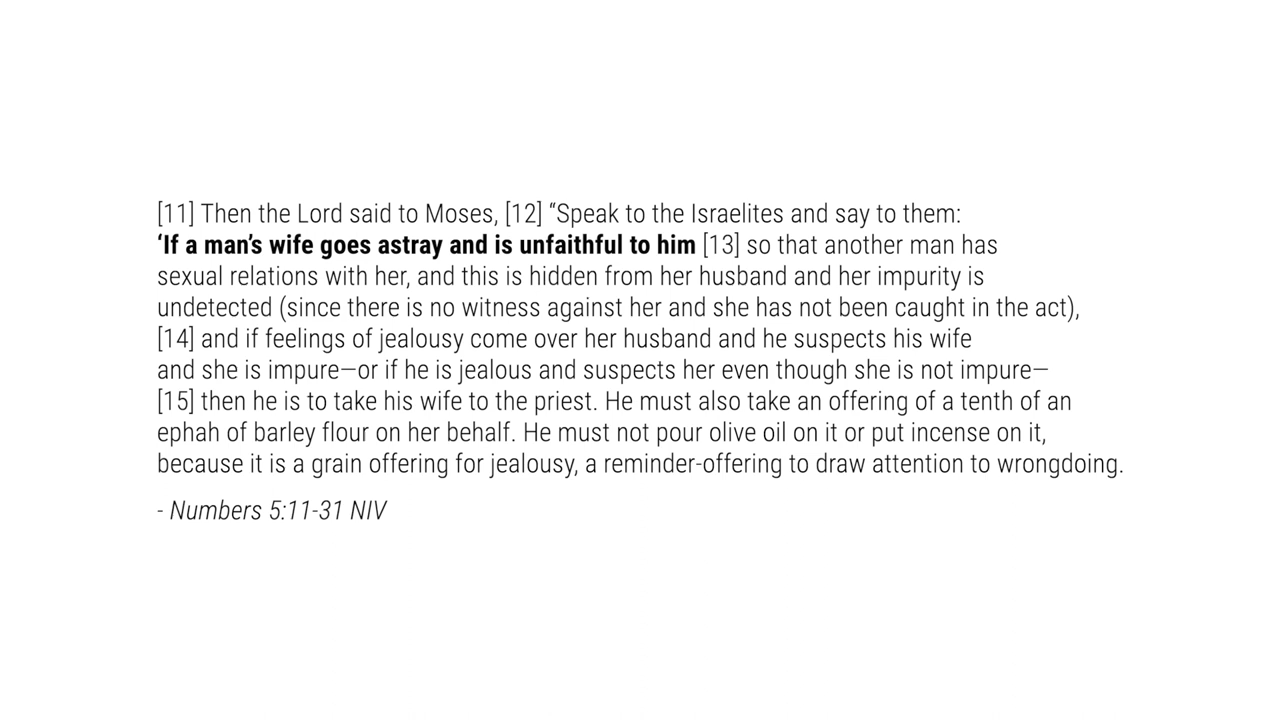 [11] Then the Lord said to Moses, [12] “Speak to the Israelites and say to them:
‘If a man’s wife goes astray and is unfaithful to him [13] so that another man has
sexual relations with her, and this is hidden from her husband and her impurity is
undetected (since there is no witness against her and she has not been caught in the act),
[14] and if feelings of jealousy come over her husband and he suspects his wife
and she is impure—or if he is jealous and suspects her even though she is not impure—
[15] then he is to take his wife to the priest. He must also take an offering of a tenth of an
ephah of barley flour on her behalf. He must not pour olive oil on it or put incense on it,
because it is a grain offering for jealousy, a reminder-offering to draw attention to wrongdoing.
- Numbers 5:11-31 NIV